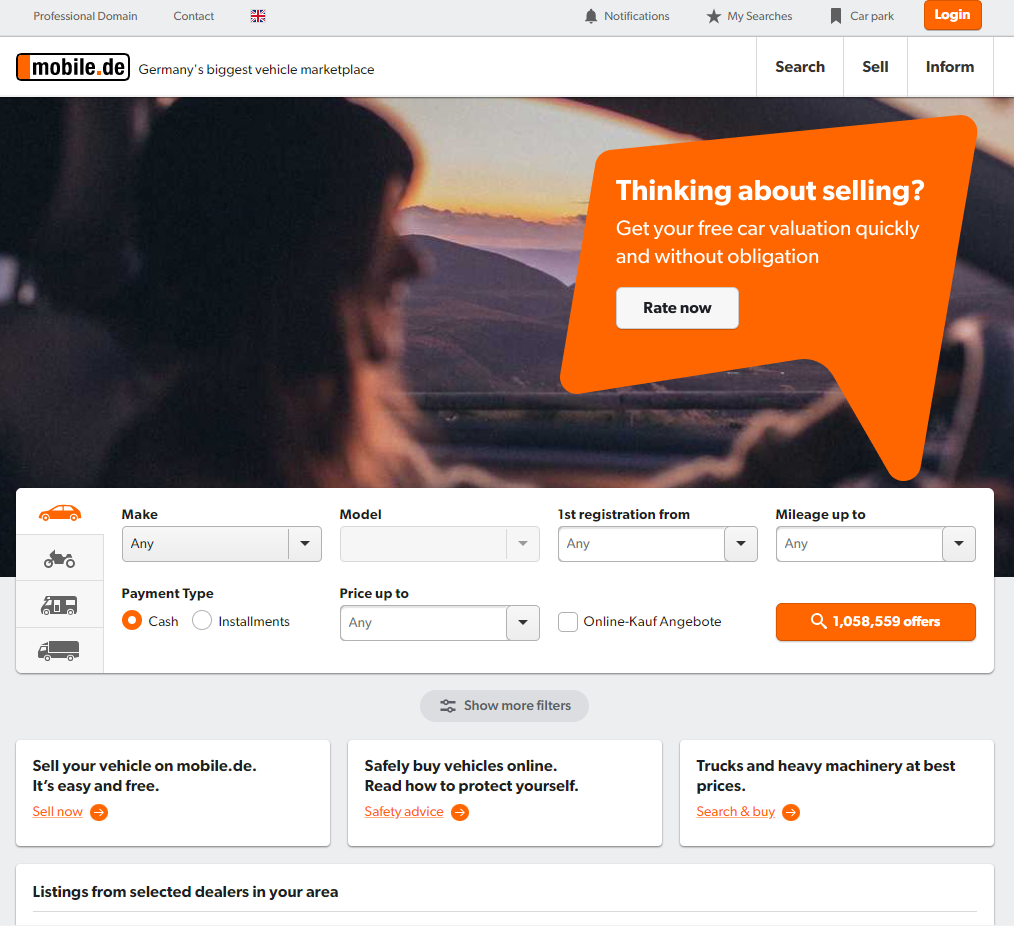 Professional Domain Contact Notifications My Searches Car park Login
mobile.de Germany's biggest vehicle marketplace Search Sell Inform
Thinking about selling?
Get your free car valuation quickly
and without obligation
Rate now
Make Model 1st registration from Mileage up to
Any Any Any
Payment Type Price up to
Cash Installments Any Online-Kauf Angebote 1,058,559 offers
Show more filters
Sell your vehicle on mobile.de.
It's easy and free.
Sell now
Safely buy vehicles online.
Read how to protect yourself.
Safety advice
Trucks and heavy machinery at best
prices.
Search & buy
Listings from selected dealers in your area